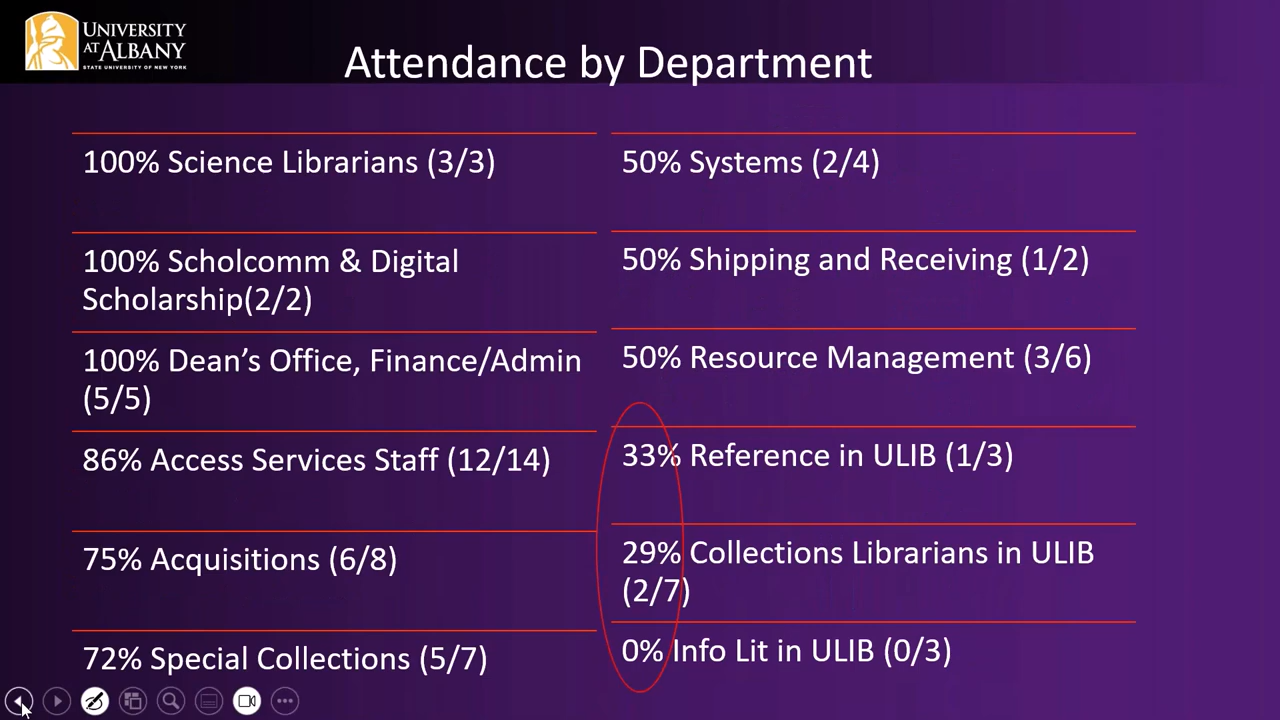 UNIVERSITY
AT ALBANY
STATE UNIVERSITY OF NEW YORK
Attendance by Department
100% Science Librarians (3/3)
100% Scholcomm & Digital
Scholarship(2/2)
100% Dean’s Office, Finance/Admin
(5/5)
86% Access Services Staff (12/14)
75% Acquisitions (6/8)
72% Special Collections (5/7)
50% Systems (2/4)
50% Shipping and Receiving (1/2)
50% Resource Management (3/6)
33% Reference in ULIB (1/3)
29% Collections Librarians in ULIB
(2/7)
0% Info Lit in ULIB (0/3)